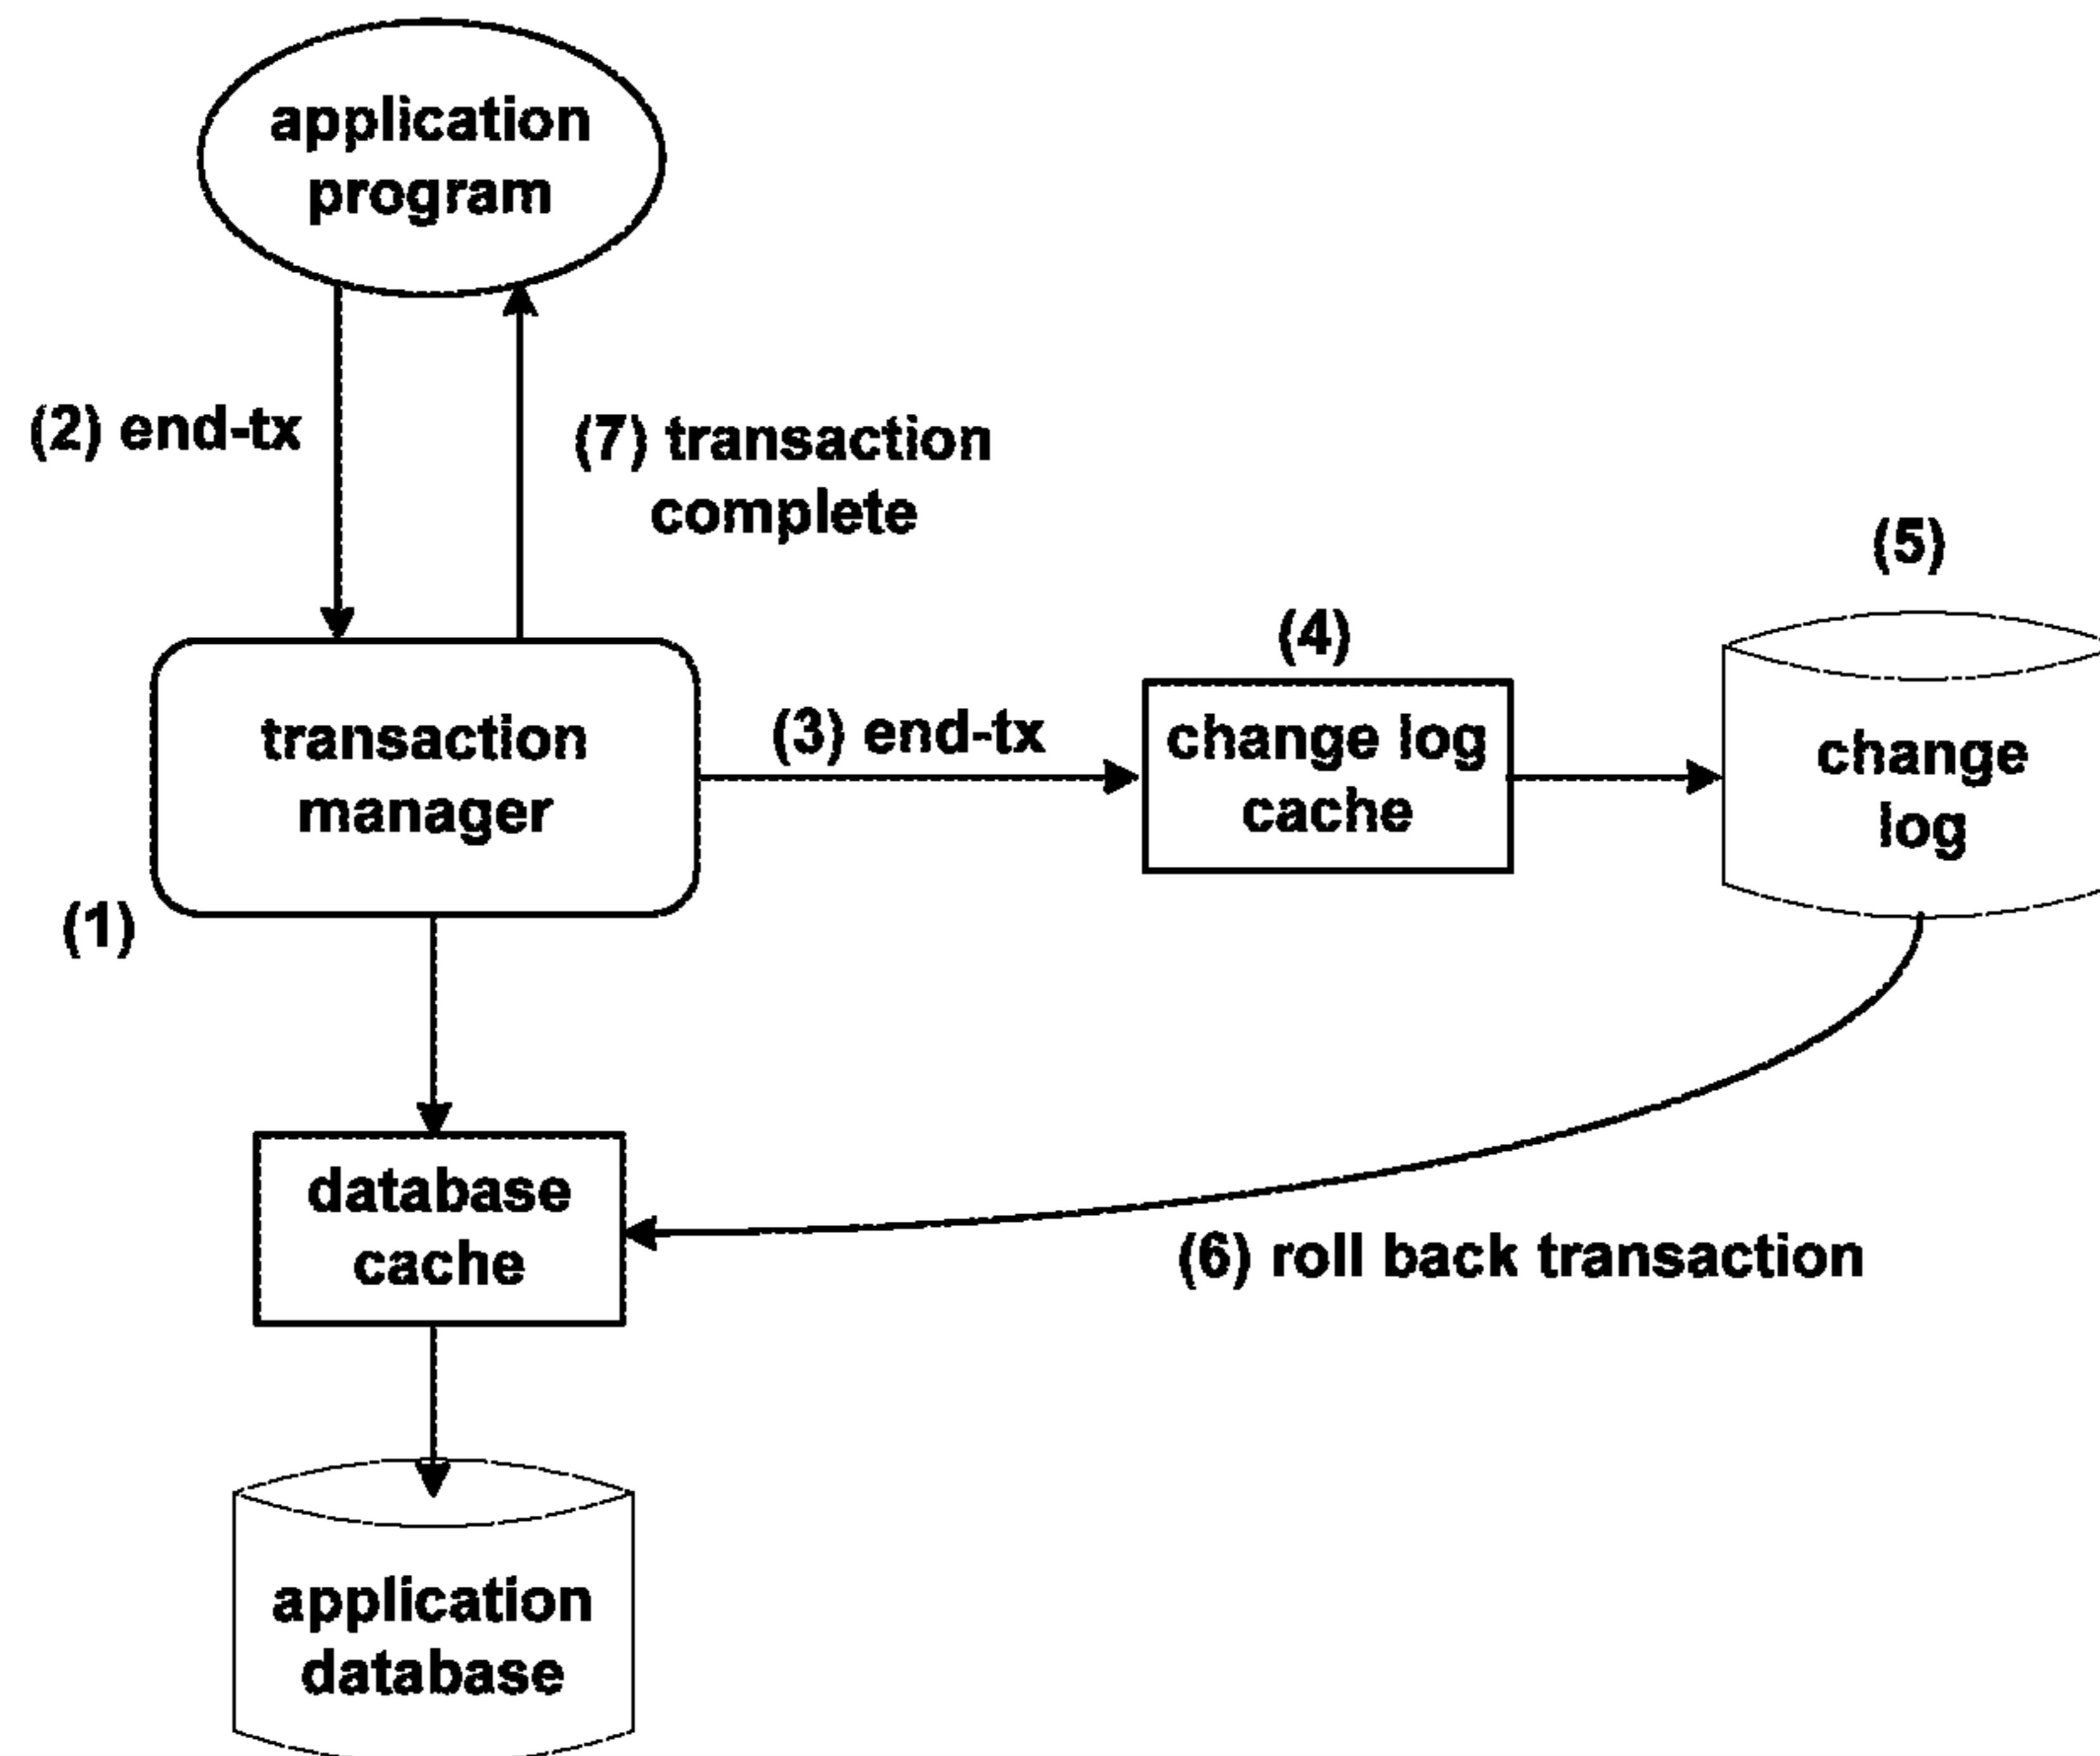 application
program
(2) end-tx
(7) transaction
complete
(5)
(4)
transaction
manager
(3) end-tx
change log
cache
change
log
(1)
database
cache
(6) roll back transaction
application
database